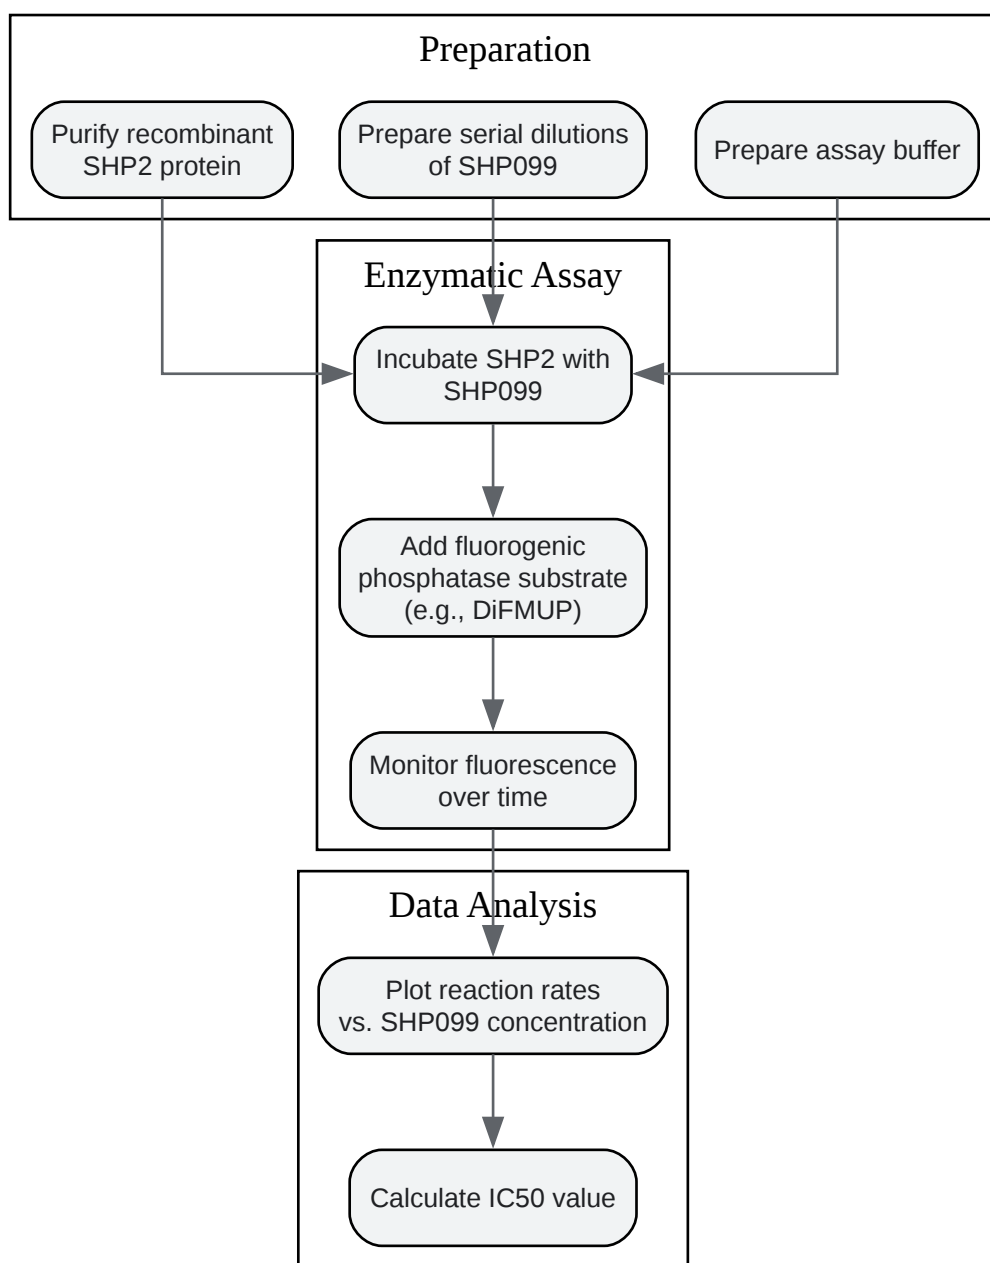 Preparation
Purify recombinant
SHP2 protein
Prepare serial dilutions
of SHP099
Prepare assay buffer
Enzymatic Assay
Incubate SHP2 with
SHP099
Add fluorogenic
phosphatase substrate
(e.g., DiFMUP)
Monitor fluorescence
over time
Data Analysis
Plot reaction rates
vs. SHP099 concentration
Calculate IC50 value